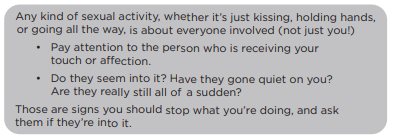 Any kind of sexual activity, whether it's just kissing, holding hands,
or going all the way, is about everyone involved (not just you!)
• Pay attention to the person who is receiving your
touch or affection.
• Do they seem into it? Have they gone quiet on you?
Are they really still all of a sudden?
Those are signs you should stop what you're doing, and ask
them if they're into it.